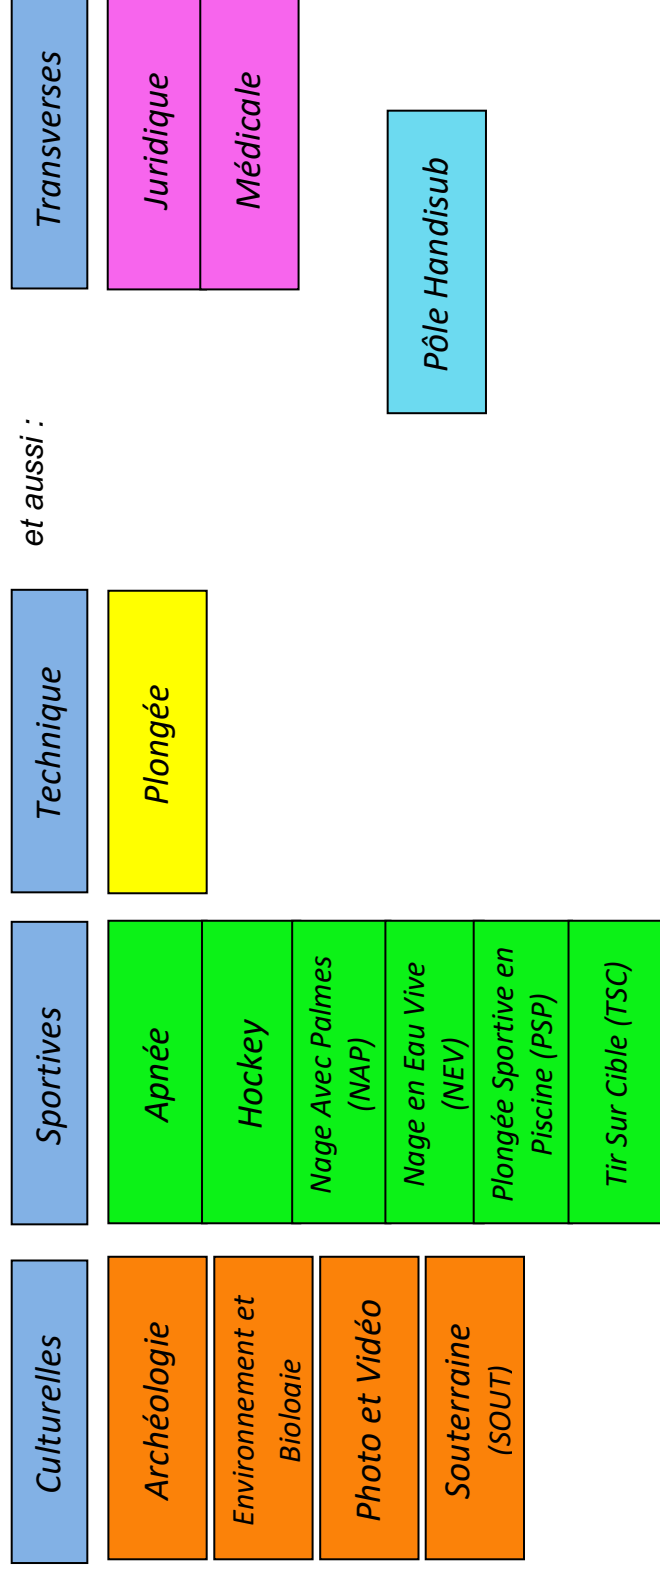 Culturelles
Archéologie
Environnement et
Bioloaie
Photo et Vidéo
Souterraine
(SOUT)
Sportives
Apnée
Hockey
Nage Avec Palmes
(NAP)
Nage en Eau Vive
(NEV)
Plongée Sportive en
Piscine (PSP)
Tir Sur Cible (TSC)
Technique
Plongée
et aussi :
Transverses
Juridique
Médicale
Pôle Handisub